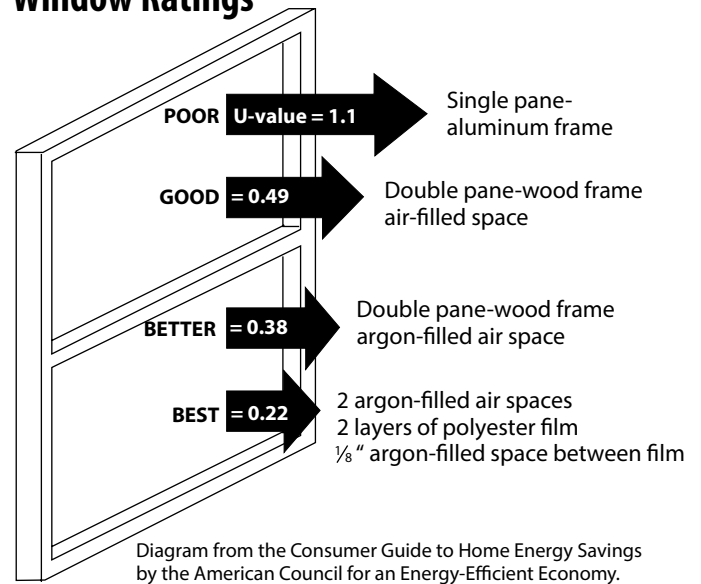 Window Ratings
POOR U-value = 1.1 Single pane-
aluminum frame
GOOD = 0.49 Double pane-wood frame
air-filled space
BETTER = 0.38 Double pane-wood frame
argon-filled air space
BEST = 0.22 2 argon-filled air spaces
2 layers of polyester film
⅛ " argon-filled space between film
Diagram from the Consumer Guide to Home Energy Savings
by the American Council for an Energy-Efficient Economy.